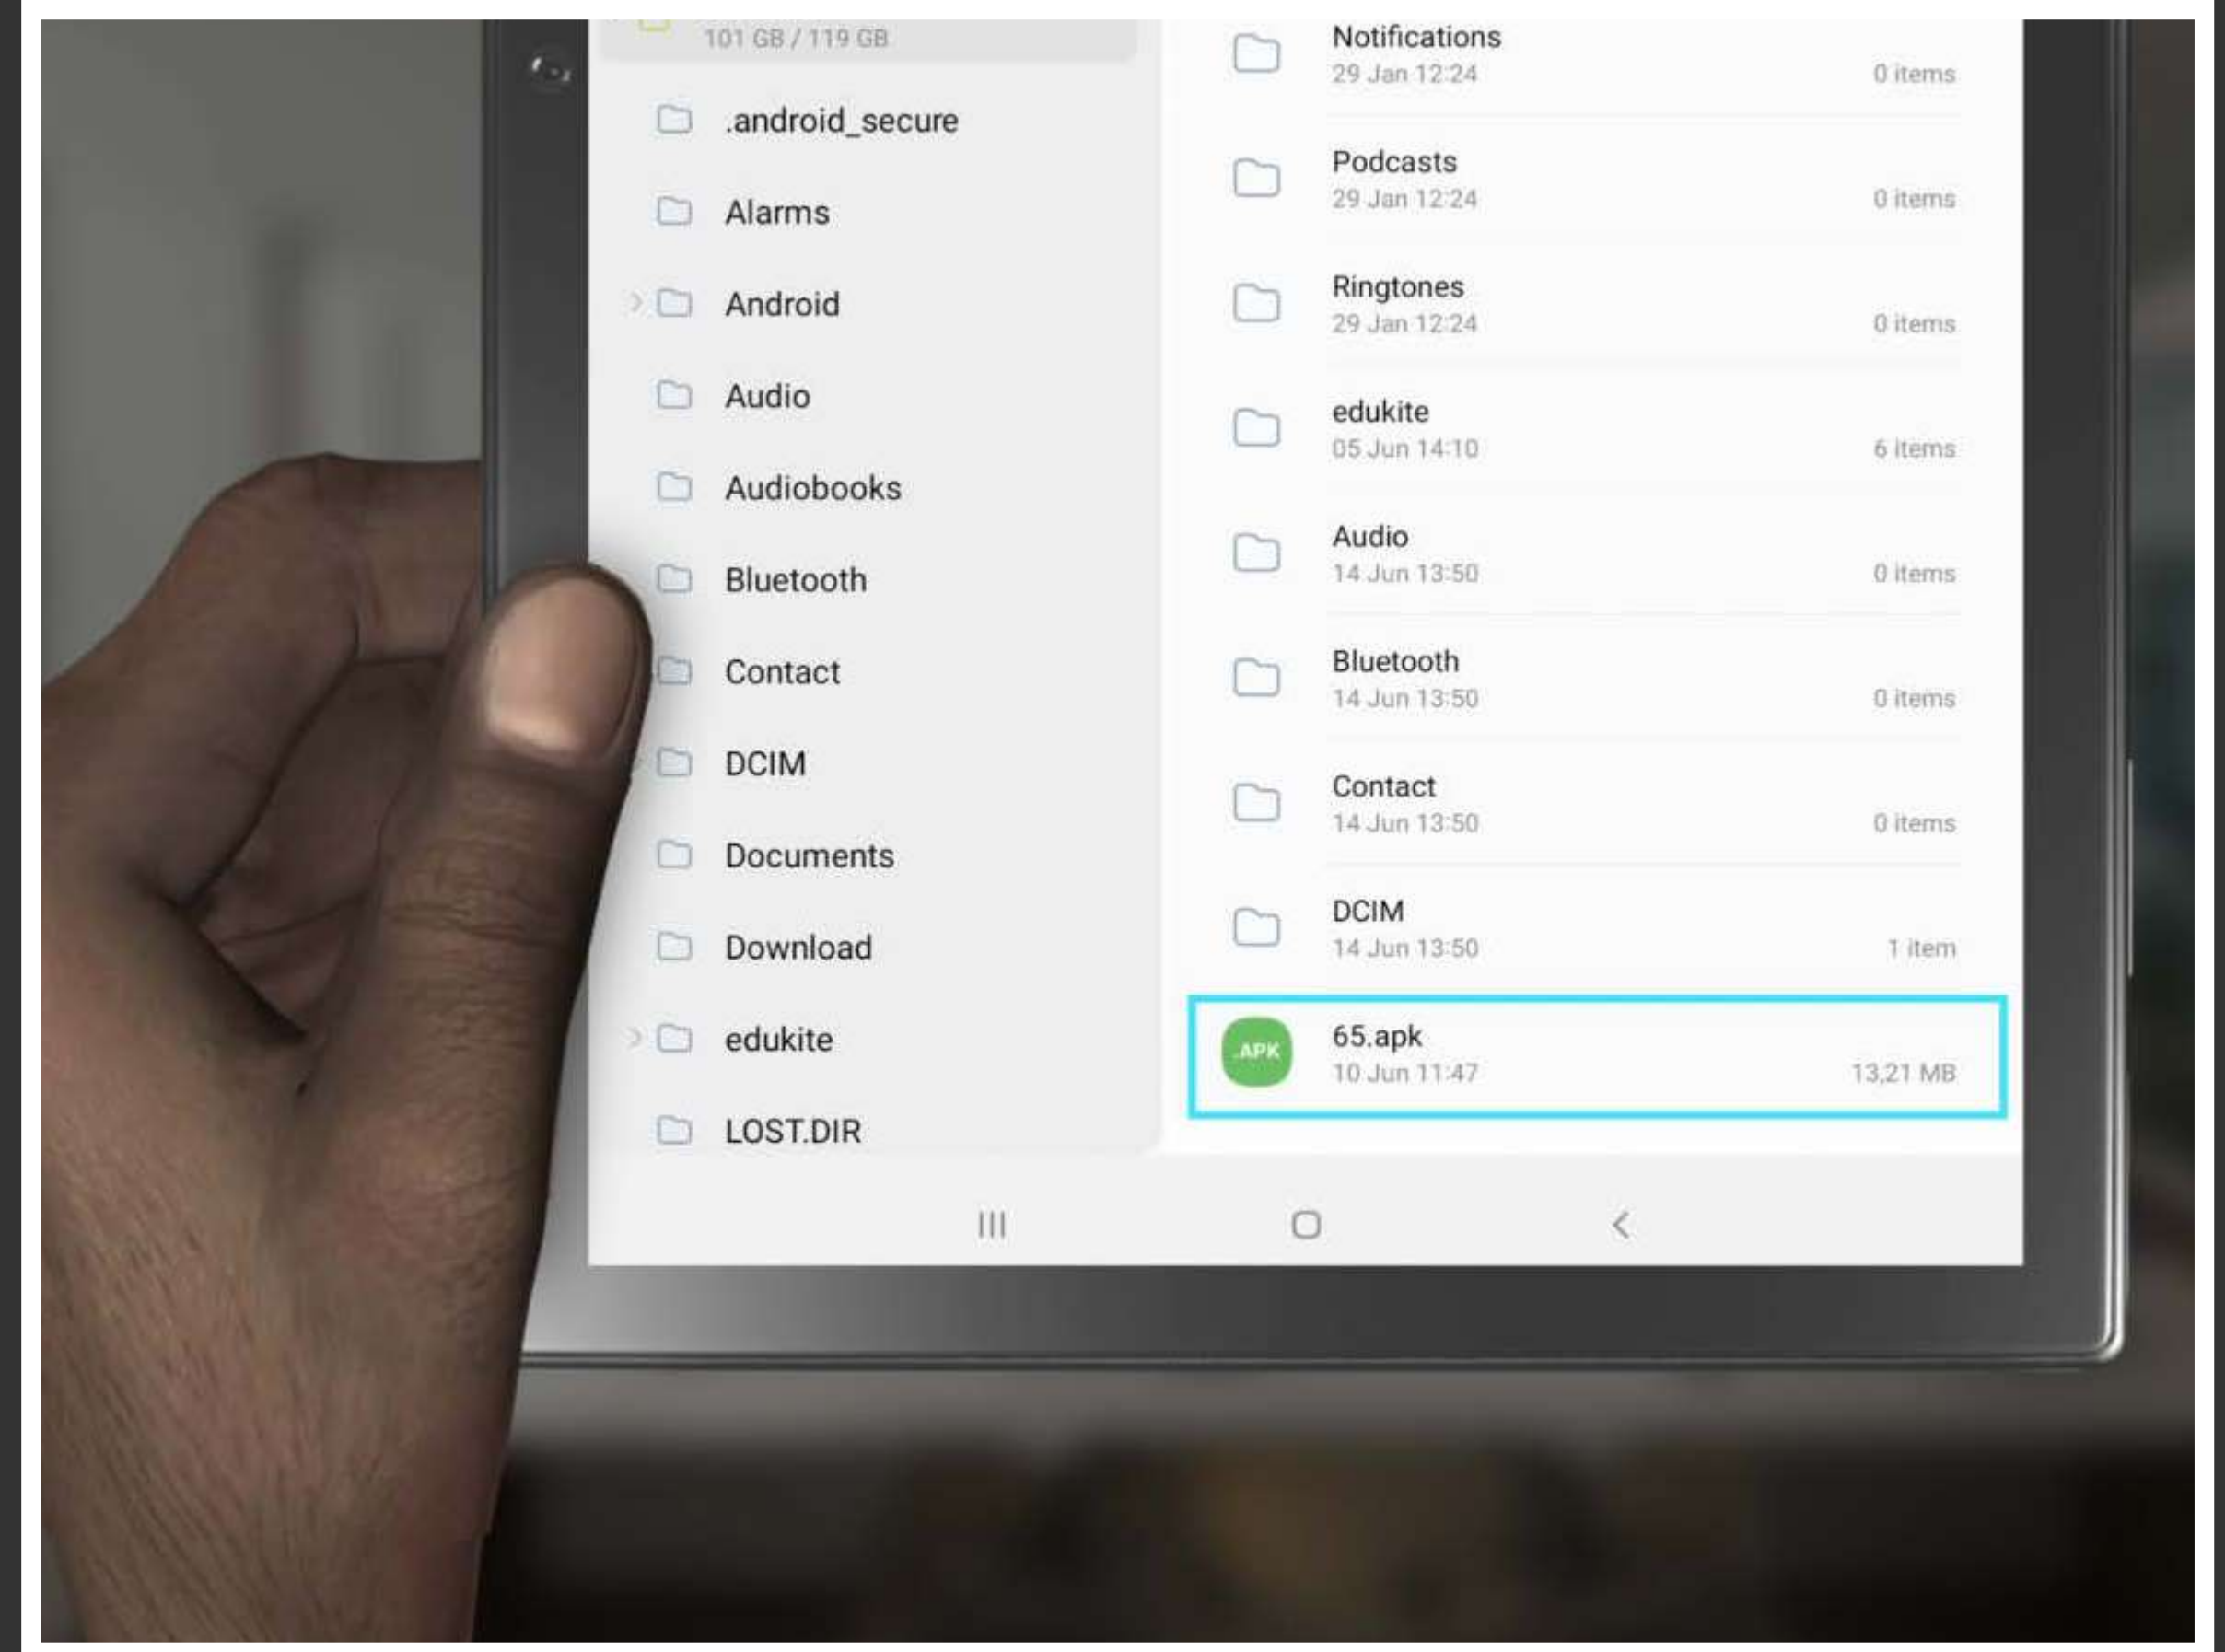 101 GB / 119 GB
.android_secure
Alarms
Android
Audio
Audiobooks
Bluetooth
Contact
DCIM
Documents
Download
edukite
LOST.DIR
Notifications
29 Jan 12:24
0 items
Podcasts
29 Jan 12:24
0 items
Ringtones
29 Jan 12:24
0 items
edukite
05 Jun 14:10
6 items
Audio
14 Jun 13:50
0 items
Bluetooth
14 Jun 13:50
0 items
Contact
14 Jun 13:50
0 items
DCIM
14 Jun 13:50
1 item
.APK
65.apk
10 Jun 11:47
13,21 MB